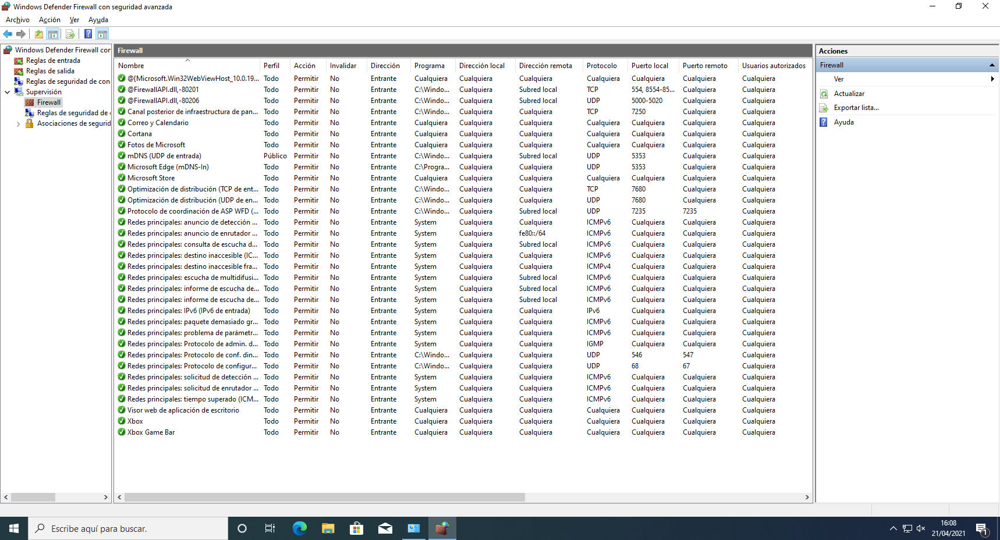 Windows Defender Firewall con seguridad avanzada
Archivo Acción Ver Ayuda
Windows Defender Firewall con
Reglas de entrada
Reglas de salida
Reglas de seguridad de con
Supervisión
Firewall
Reglas de seguridad de
Asociaciones de segurid
Firewall
Nombre Perfil Acción Invalidar Dirección Programa Dirección local Dirección remota Protocolo Puerto local Puerto remoto Usuarios autorizados
@{Microsoft.Win32WebViewHost_10.0.19... Todo Permitir No Entrante Cualquiera Cualquiera Cualquiera Cualquiera Cualquiera Cualquiera Cualquiera
@FirewallAPI.dll,-80201 Todo Permitir No Entrante C:\Windo... Cualquiera Subred local TCP 554, 8554-85... Cualquiera Cualquiera
@FirewallAPI.dll,-80206 Todo Permitir No Entrante C:\Windo... Cualquiera Subred local UDP 5000-5020 Cualquiera Cualquiera
Canal posterior de infraestructura de pan... Todo Permitir No Entrante C:\Windo... Cualquiera Cualquiera TCP 7250 Cualquiera Cualquiera
Correo y Calendario Todo Permitir No Entrante Cualquiera Cualquiera Cualquiera Cualquiera Cualquiera Cualquiera Cualquiera
Cortana Todo Permitir No Entrante Cualquiera Cualquiera Cualquiera Cualquiera Cualquiera Cualquiera Cualquiera
Fotos de Microsoft Todo Permitir No Entrante Cualquiera Cualquiera Cualquiera Cualquiera Cualquiera Cualquiera Cualquiera
mDNS (UDP de entrada) Público Permitir No Entrante C:\Windo... Cualquiera Subred local UDP 5353 Cualquiera Cualquiera
Microsoft Edge (mDNS-In) Todo Permitir No Entrante C:\Progra... Cualquiera Cualquiera UDP 5353 Cualquiera Cualquiera
Microsoft Store Todo Permitir No Entrante Cualquiera Cualquiera Cualquiera Cualquiera Cualquiera Cualquiera Cualquiera
Optimización de distribución (TCP de ent... Todo Permitir No Entrante C:\Windo... Cualquiera Cualquiera TCP 7680 Cualquiera Cualquiera
Optimización de distribución (UDP de en... Todo Permitir No Entrante C:\Windo... Cualquiera Cualquiera UDP 7680 Cualquiera Cualquiera
Protocolo de coordinación de ASP WFD (... Todo Permitir No Entrante C:\Windo... Cualquiera Subred local UDP 7235 7235 Cualquiera
Redes principales: anuncio de detección ... Todo Permitir No Entrante System Cualquiera Cualquiera ICMPv6 Cualquiera Cualquiera Cualquiera
Redes principales: anuncio de enrutador ... Todo Permitir No Entrante System Cualquiera fe80::/64 ICMPv6 Cualquiera Cualquiera Cualquiera
Redes principales: consulta de escucha d... Todo Permitir No Entrante System Cualquiera Subred local ICMPv6 Cualquiera Cualquiera Cualquiera
Redes principales: destino inaccesible (IC... Todo Permitir No Entrante System Cualquiera Cualquiera ICMPv6 Cualquiera Cualquiera Cualquiera
Redes principales: destino inaccesible fra... Todo Permitir No Entrante System Cualquiera Cualquiera ICMPv4 Cualquiera Cualquiera Cualquiera
Redes principales: escucha de multidifusi... Todo Permitir No Entrante System Cualquiera Subred local ICMPv6 Cualquiera Cualquiera Cualquiera
Redes principales: informe de escucha de... Todo Permitir No Entrante System Cualquiera Subred local ICMPv6 Cualquiera Cualquiera Cualquiera
Redes principales: informe de escucha de... Todo Permitir No Entrante System Cualquiera Subred local ICMPv6 Cualquiera Cualquiera Cualquiera
Redes principales: IPv6 (IPv6 de entrada) Todo Permitir No Entrante System Cualquiera Cualquiera IPv6 Cualquiera Cualquiera Cualquiera
Redes principales: paquete demasiado gr... Todo Permitir No Entrante System Cualquiera Cualquiera ICMPv6 Cualquiera Cualquiera Cualquiera
Redes principales: problema de parámetr... Todo Permitir No Entrante System Cualquiera Cualquiera ICMPv6 Cualquiera Cualquiera Cualquiera
Redes principales: Protocolo de admin. d... Todo Permitir No Entrante System Cualquiera Cualquiera IGMP Cualquiera Cualquiera Cualquiera
Redes principales: Protocolo de conf. din... Todo Permitir No Entrante C:\Windo... Cualquiera Cualquiera UDP 546 547 Cualquiera
Redes principales: Protocolo de configur... Todo Permitir No Entrante C:\Windo... Cualquiera Cualquiera UDP 68 67 Cualquiera
Redes principales: solicitud de detección ... Todo Permitir No Entrante System Cualquiera Cualquiera ICMPv6 Cualquiera Cualquiera Cualquiera
Redes principales: solicitud de enrutador ... Todo Permitir No Entrante System Cualquiera Cualquiera ICMPv6 Cualquiera Cualquiera Cualquiera
Redes principales: tiempo superado (ICM... Todo Permitir No Entrante System Cualquiera Cualquiera ICMPv6 Cualquiera Cualquiera Cualquiera
Visor web de aplicación de escritorio Todo Permitir No Entrante Cualquiera Cualquiera Cualquiera Cualquiera Cualquiera Cualquiera Cualquiera
Xbox Todo Permitir No Entrante Cualquiera Cualquiera Cualquiera Cualquiera Cualquiera Cualquiera Cualquiera
Xbox Game Bar Todo Permitir No Entrante Cualquiera Cualquiera Cualquiera Cualquiera Cualquiera Cualquiera Cualquiera
Acciones
Firewall
Ver
Actualizar
Exportar lista...
Ayuda
Escribe aquí para buscar.
16:08
21/04/2021
1